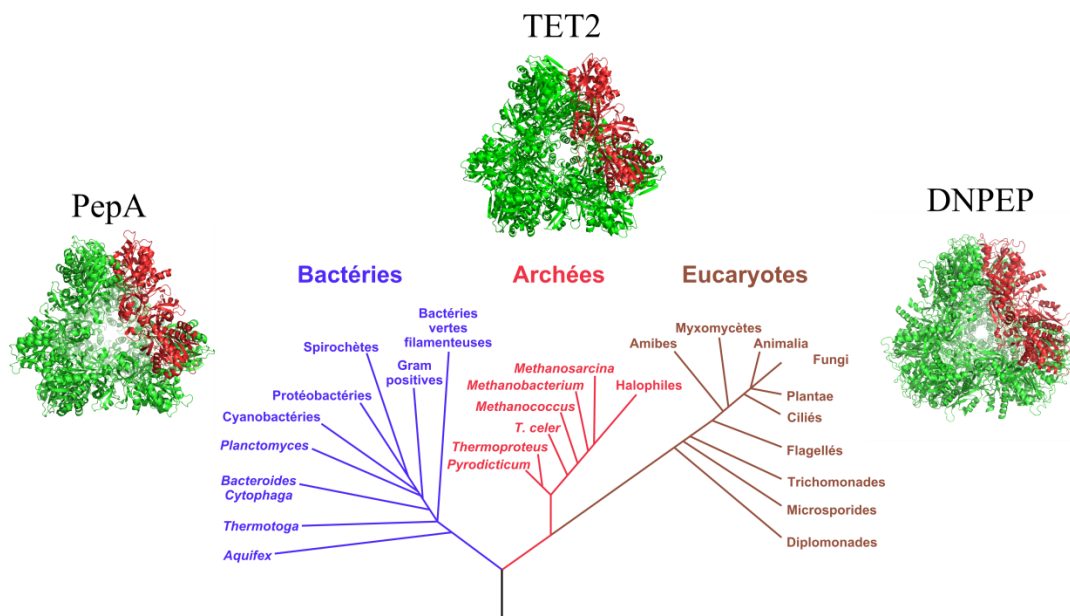 TET2
PepA
DNPEP
Bactéries
Archées
Eucaryotes
Bactéries
vertes
filamenteuses
Spirochètes
Gram
positives
Protéobactéries
Cyanobactéries
Planctomyces
Bacteroides
Cytophaga
Thermotoga
Aquifex
Methanosarcina
Methanobacterium
Halophiles
Methanococcus
T. celer
Thermoproteus
Pyrodicticum
Myxomycètes
Amibes
Animalia
Fungi
Plantae
Ciliés
Flagellés
Trichomonades
Microsporides
Diplomonades